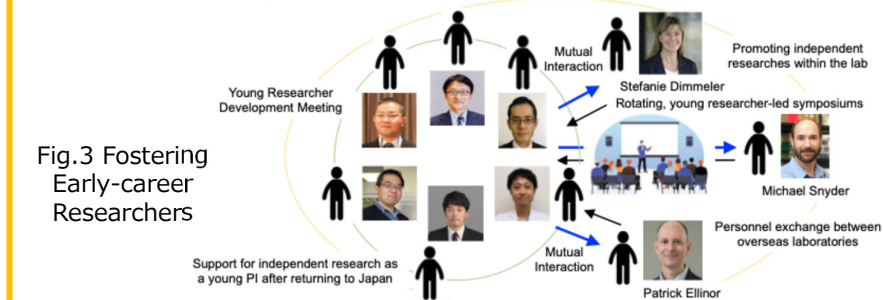 Fig.3 Fostering
Early-career
Researchers
Young Researcher
Development Meeting
Mutual
Interaction
Stefanie Dimmeler
Promoting independent
researches within the lab
Rotating, young researcher-led symposiums
Michael Snyder
Personnel exchange between
overseas laboratories
Mutual
Interaction
Patrick Ellinor
Support for independent research as
a young PI after returning to Japan